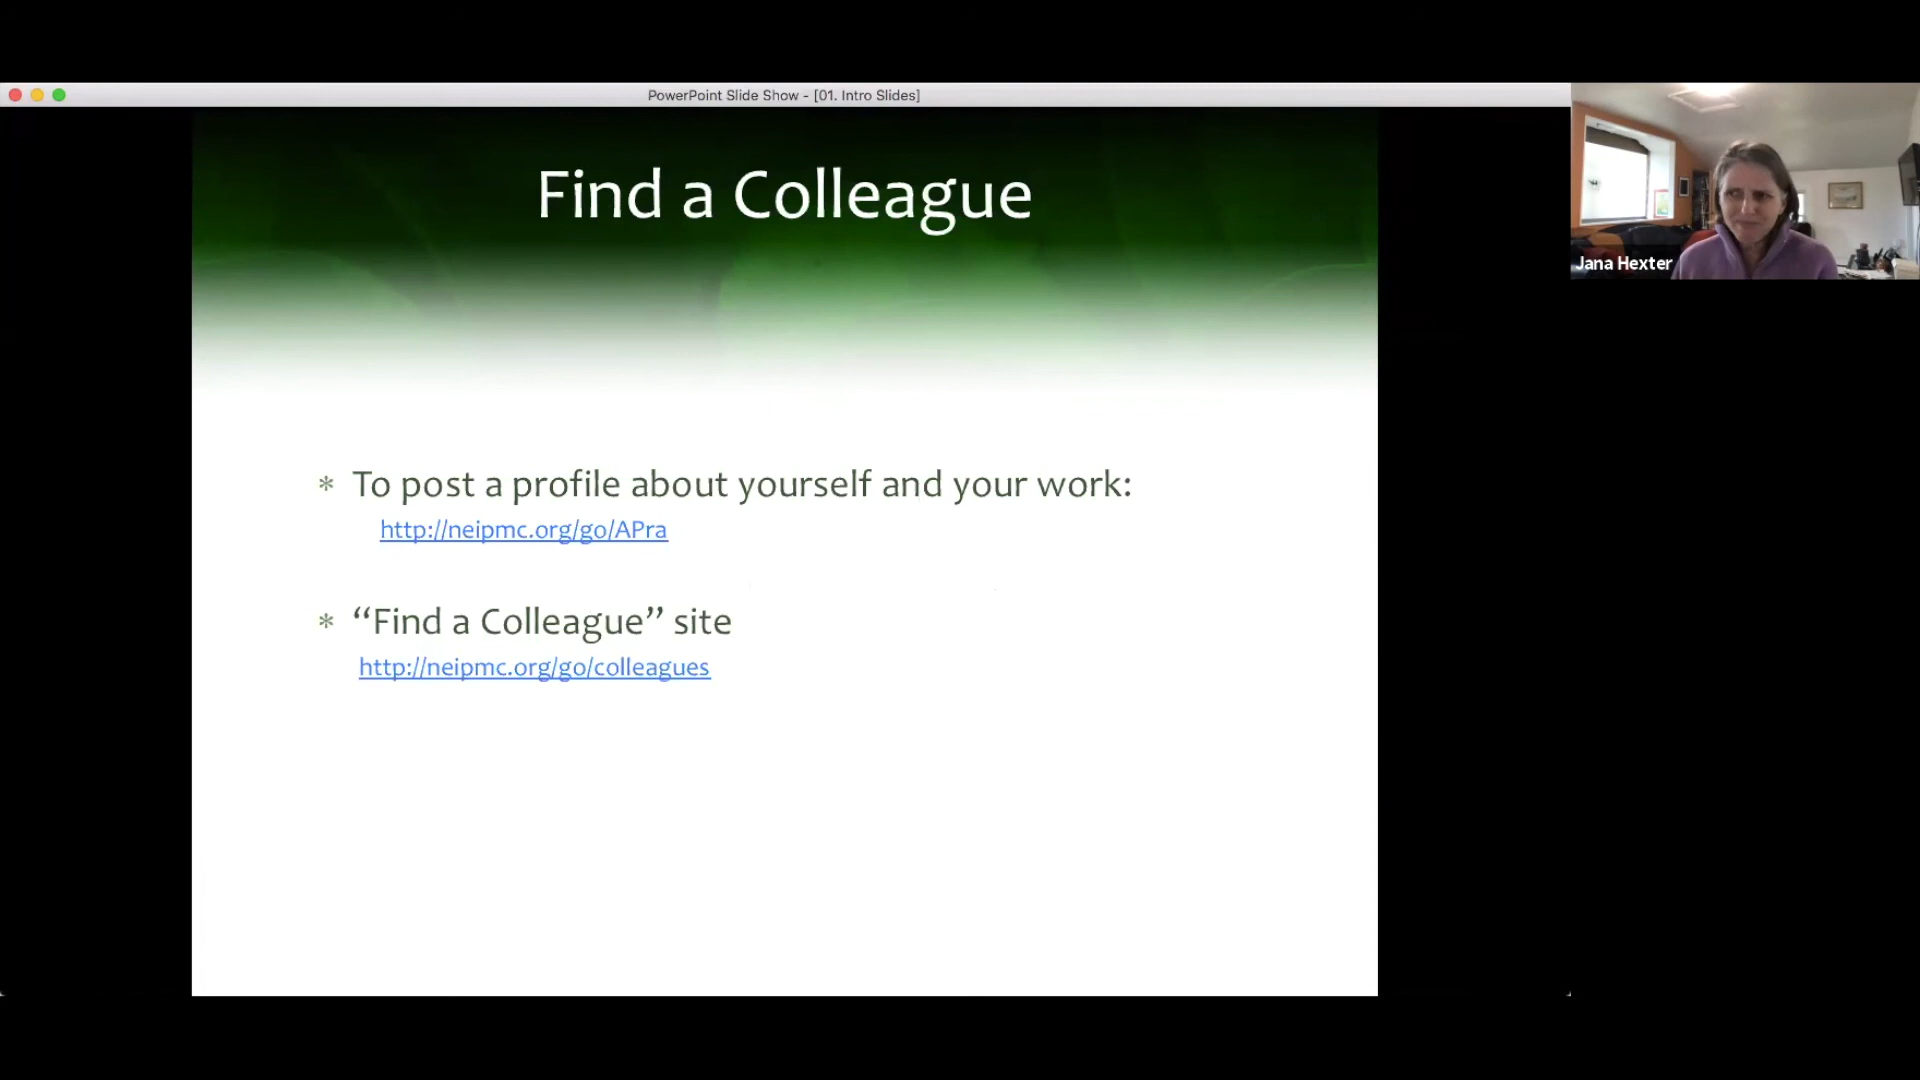 PowerPoint Slide Show - [01. Intro Slides]
Find a Colleague
Jana Hexter
* To post a profile about yourself and your work:
http://neipmc.org/go/APra
* “Find a Colleague” site
http://neipmc.org/go/colleagues